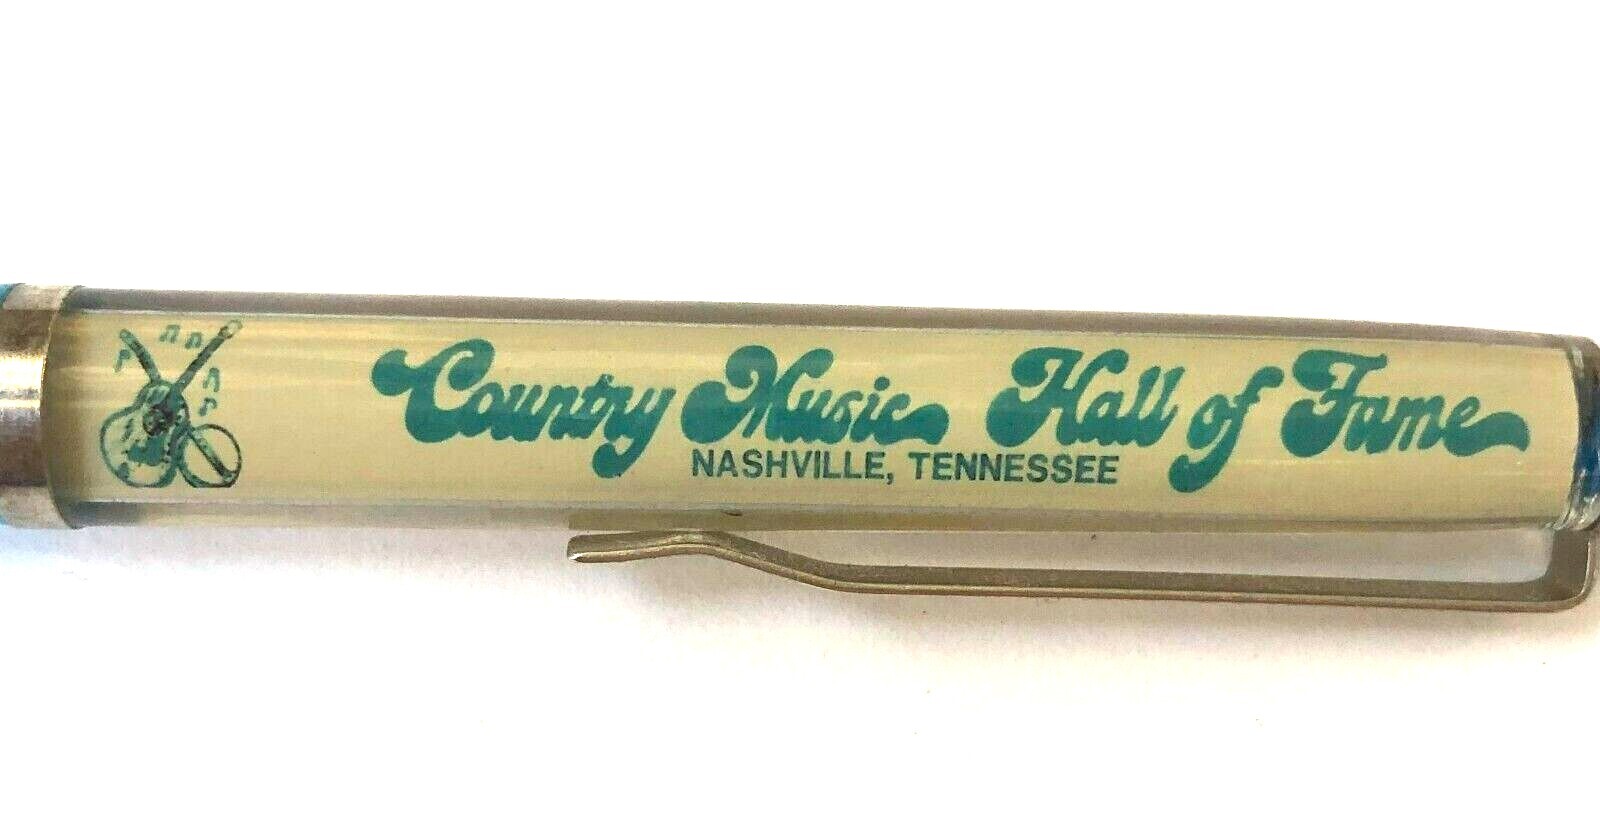 Country Music Hall of Fame
NASHVILLE, TENNESSEE